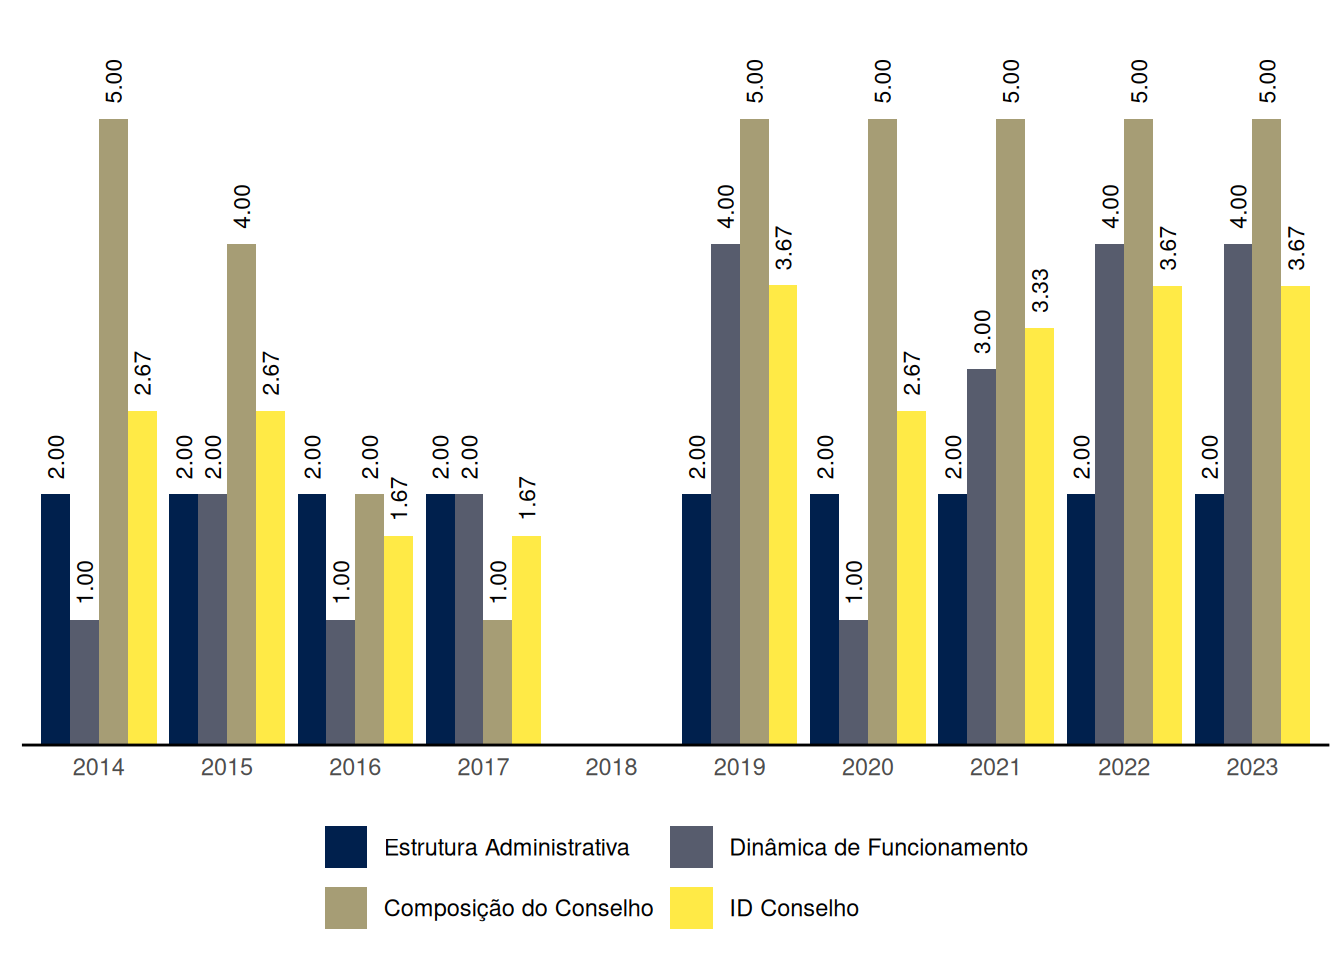 5.00 5.00 5.00 5.00 5.00 5.00
4.00 4.00 4.00 4.00
3.67 3.67 3.67
3.33
3.00
2.67 2.67 2.67
2.00 2.00 2.00 2.00 2.00 2.00 2.00 2.00 2.00 2.00 2.00 2.00
1.67 1.67
1.00 1.00 1.00 1.00
2014 2015 2016 2017 2018 2019 2020 2021 2022 2023
Estrutura Administrativa Dinâmica de Funcionamento
Composição do Conselho ID Conselho